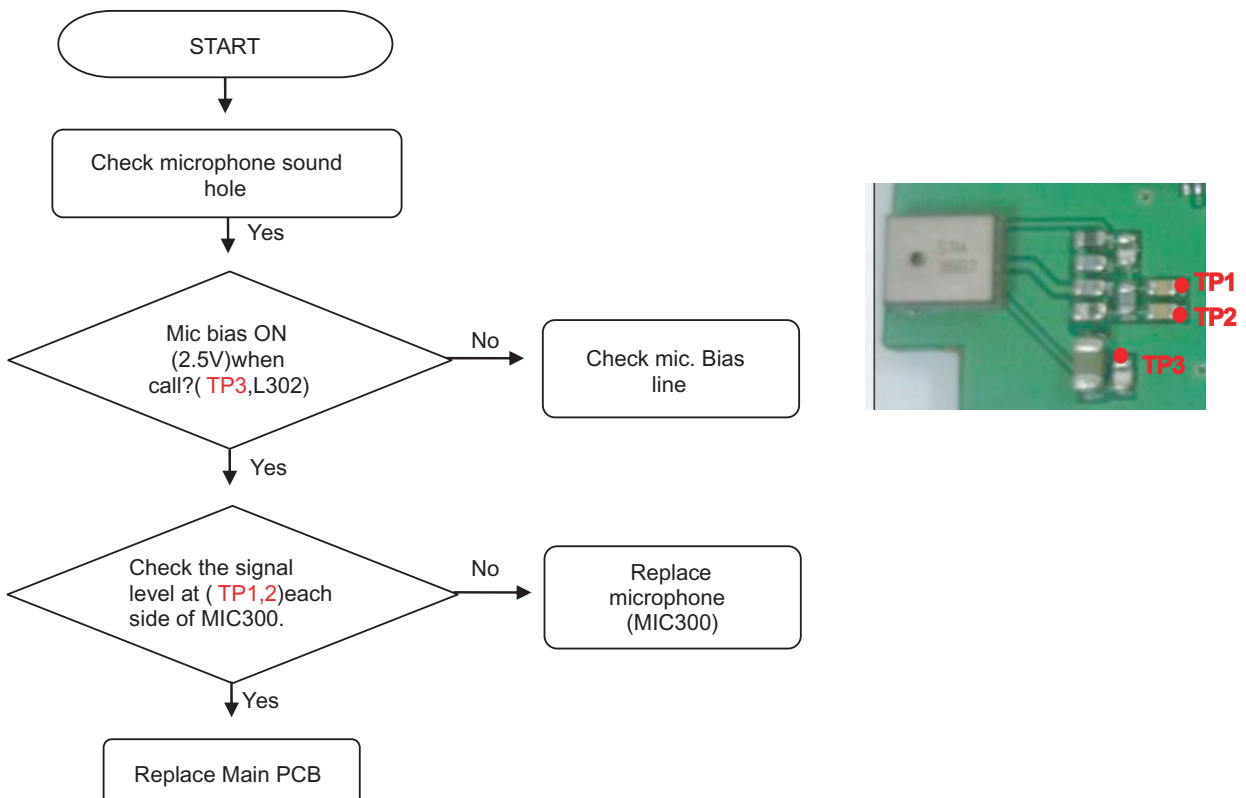 START
Check microphone sound
hole
Yes
Mic bias ON
(2.5V)when
call?( TP3,L302)
No
Check mic. Bias
line
Yes
Check the signal
level at ( TP1,2)each
side of MIC300.
No
Replace
microphone
(MIC300)
Yes
Replace Main PCB
TP1
TP2
TP3